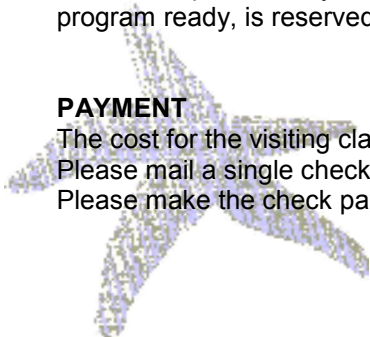 program ready, is reserved
PAYMENT
The cost for the visiting cla
Please mail a single check
Please make the check pa